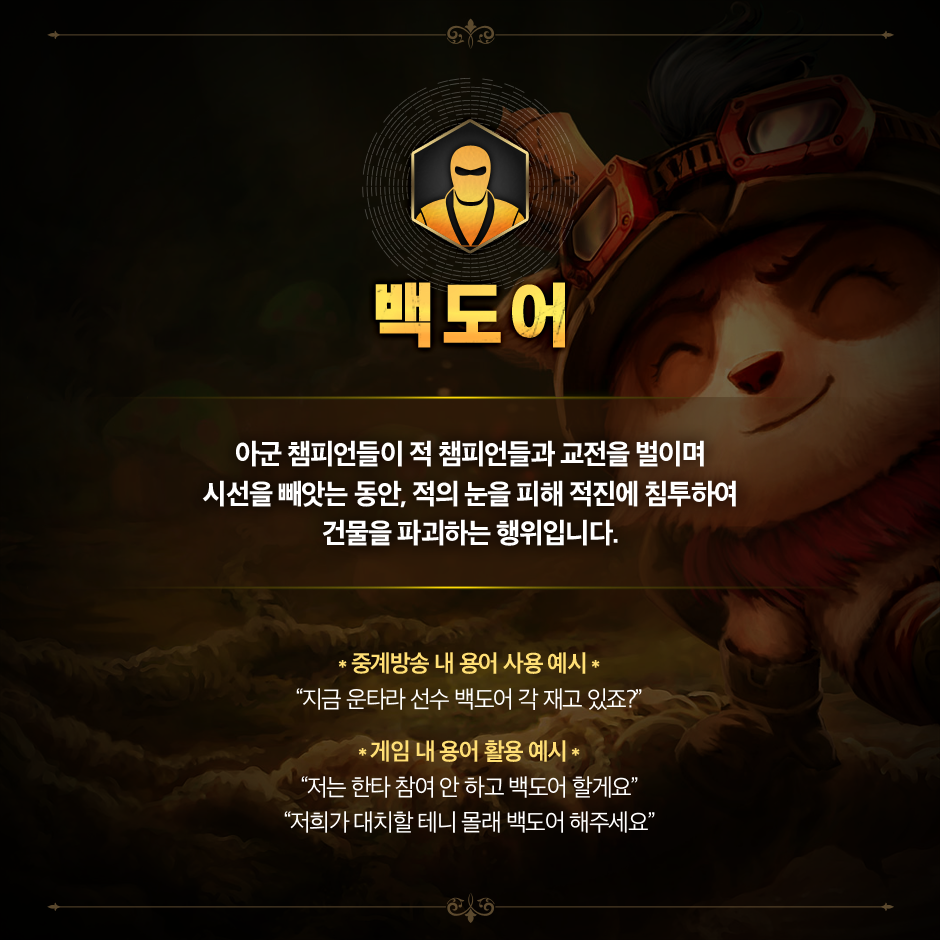 백도어
아군 챔피언들이 적 챔피언들과 교전을 벌이며
시선을 빼앗는 동안, 적의 눈을 피해 적진에 침투하여
건물을 파괴하는 행위입니다.
* 중계방송 내 용어 사용 예시 *
“지금 운타라 선수 백도어 각 재고 있죠?”
* 게임 내 용어 활용 예시 *
“저는 한타 참여 안 하고 백도어 할게요”
“저희가 대치할 테니 몰래 백도어 해주세요”